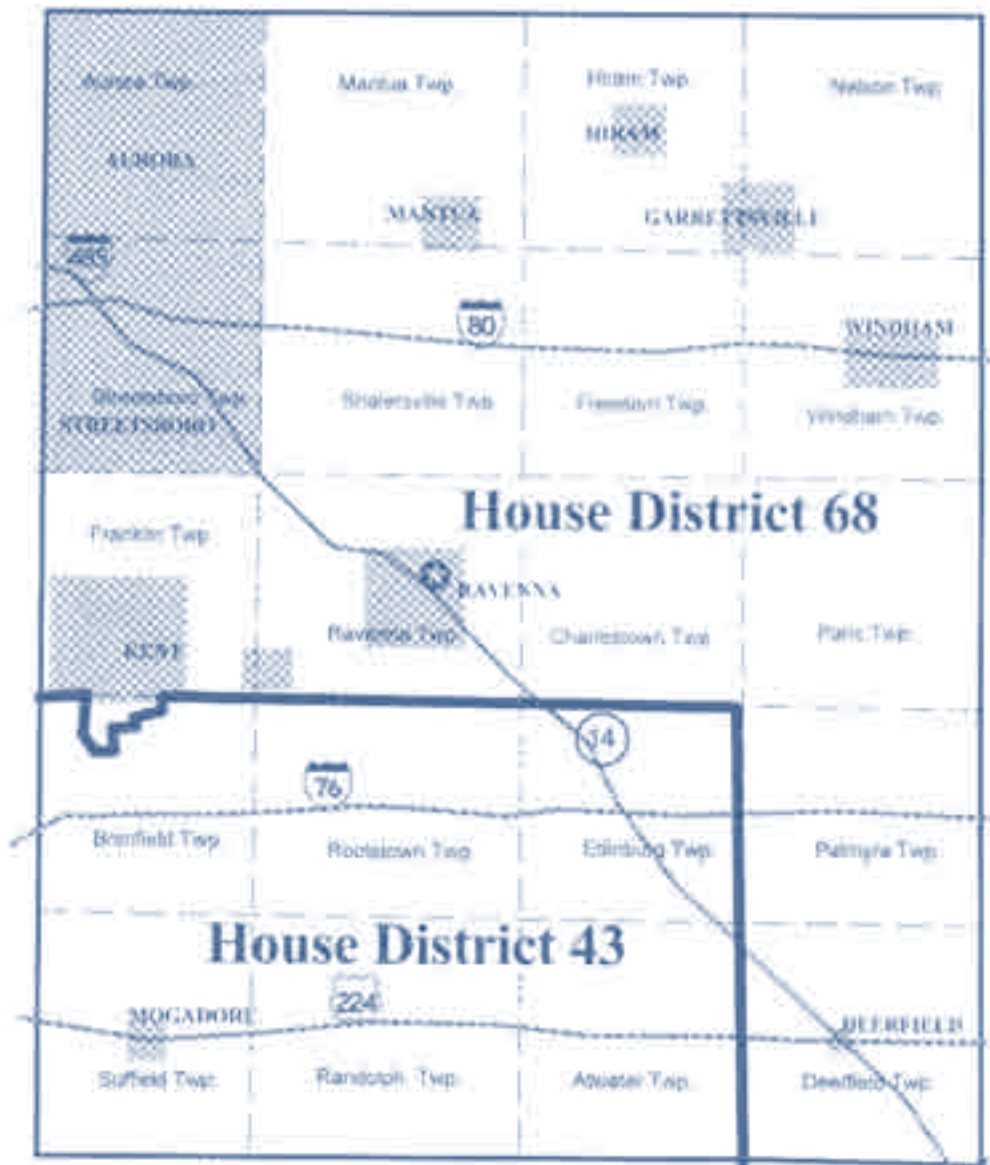 Aurora Twp.
Mantua Twp.
Hiram Twp.
Nelson Twp.
HIRAM
AURORA
MANTUA
GARRETTSVILLE
480
80
WINDHAM
Streetsboro Twp.
Shalersville Twp.
Freedom Twp.
Windham Twp.
STREETSBORO
House District 68
Franklin Twp.
RAVENNA
Ravenna Twp.
Charlestown Twp.
Paris Twp.
KENT
14
76
Brimfield Twp.
Rootstown Twp.
Edinburg Twp.
Palmyra Twp.
House District 43
224
MOGADORE
DEERFIELD
Suffield Twp.
Randolph Twp.
Atwater Twp.
Deerfield Twp.